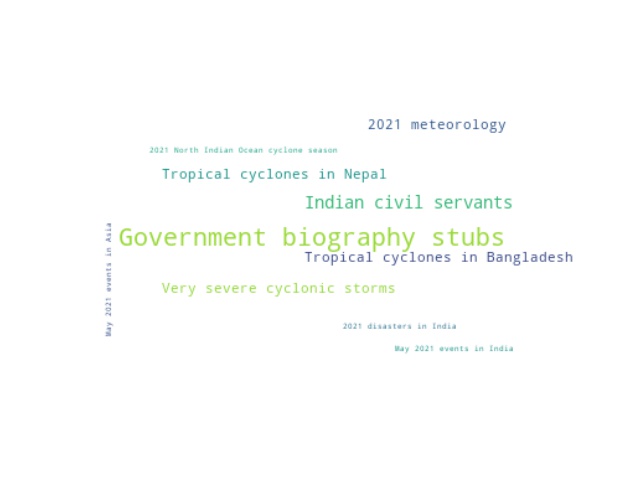 2021 meteorology
2021 North Indian Ocean cyclone season
Tropical cyclones in Nepal
Indian civil servants
Government biography stubs
Tropical cyclones in Bangladesh
May 2021 events in Asia
Very severe cyclonic storms
2021 disasters in India
May 2021 events in India